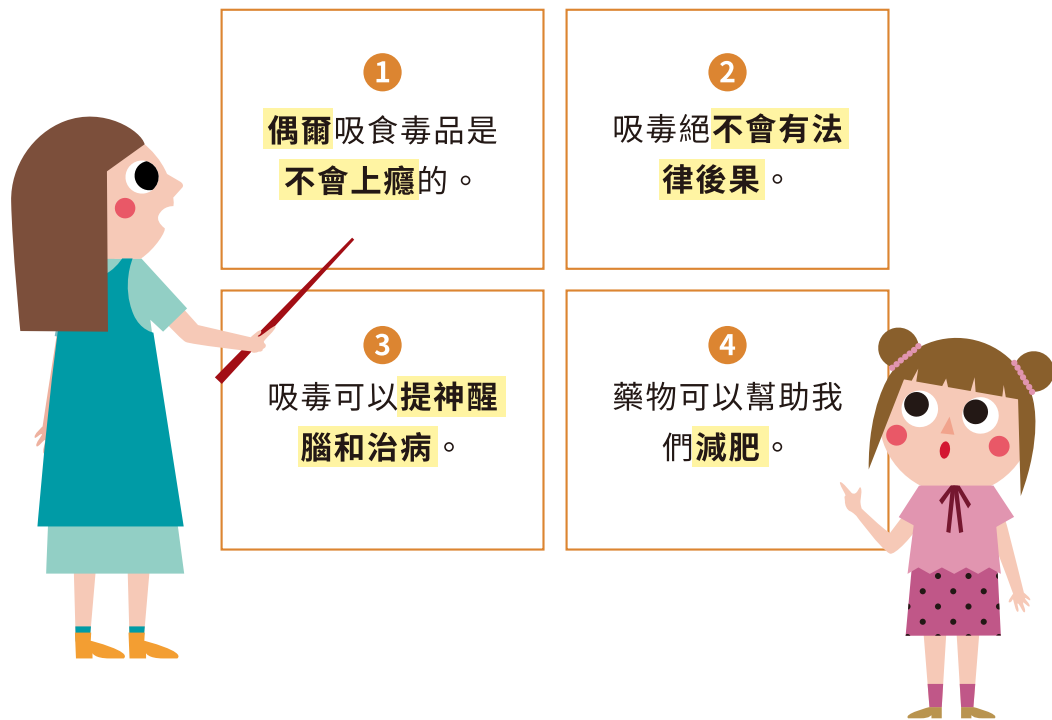 1
偶爾吸食毒品是
不會上癮的。
2
吸毒絕不會有法
律後果。
3
吸毒可以提神醒
腦和治病。
4
藥物可以幫助我
們減肥。